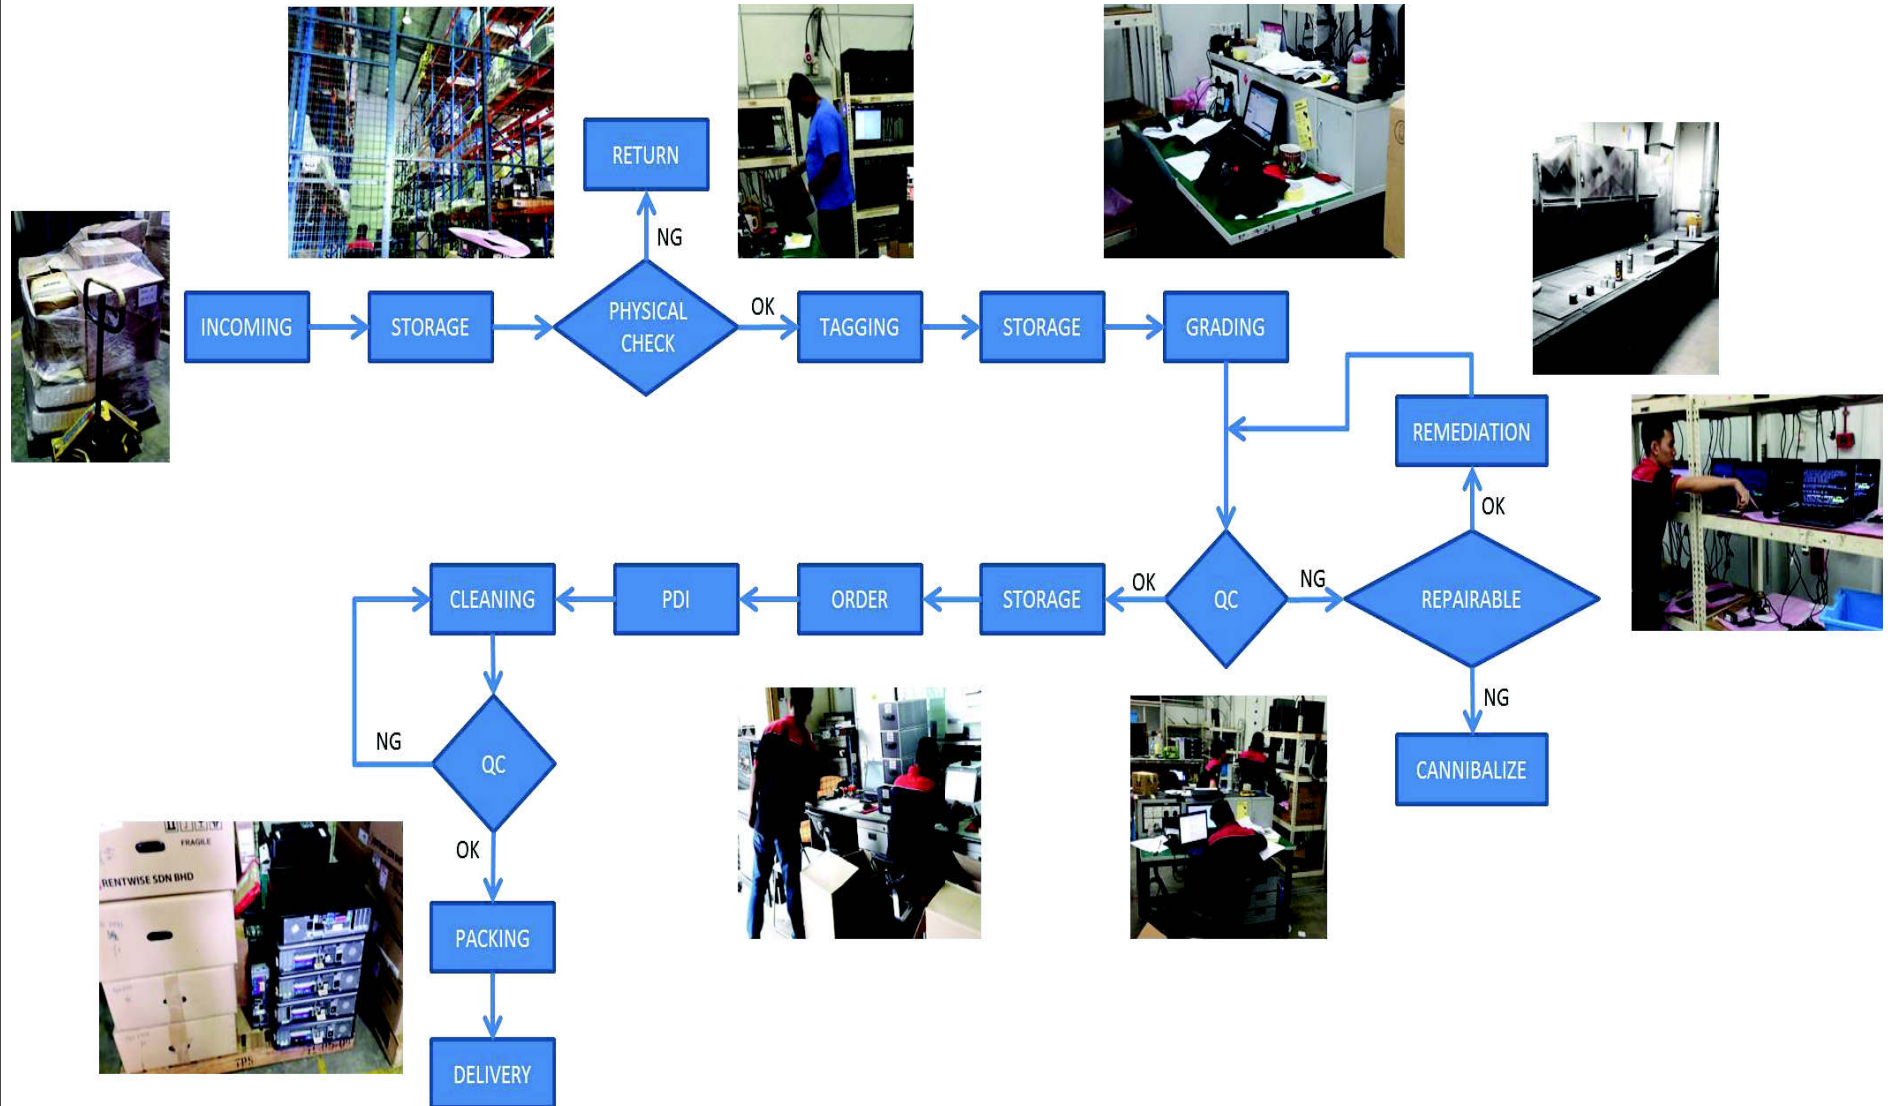 RETURN
NG
INCOMING
STORAGE
PHYSICAL
CHECK
OK
TAGGING
STORAGE
GRADING
REMEDIATION
OK
CLEANING
PDI
ORDER
STORAGE
OK
QC
NG
REPAIRABLE
NG
CANNIBALIZE
NG
QC
OK
PACKING
DELIVERY
FRAGILE
RENTWISE SDN BHD